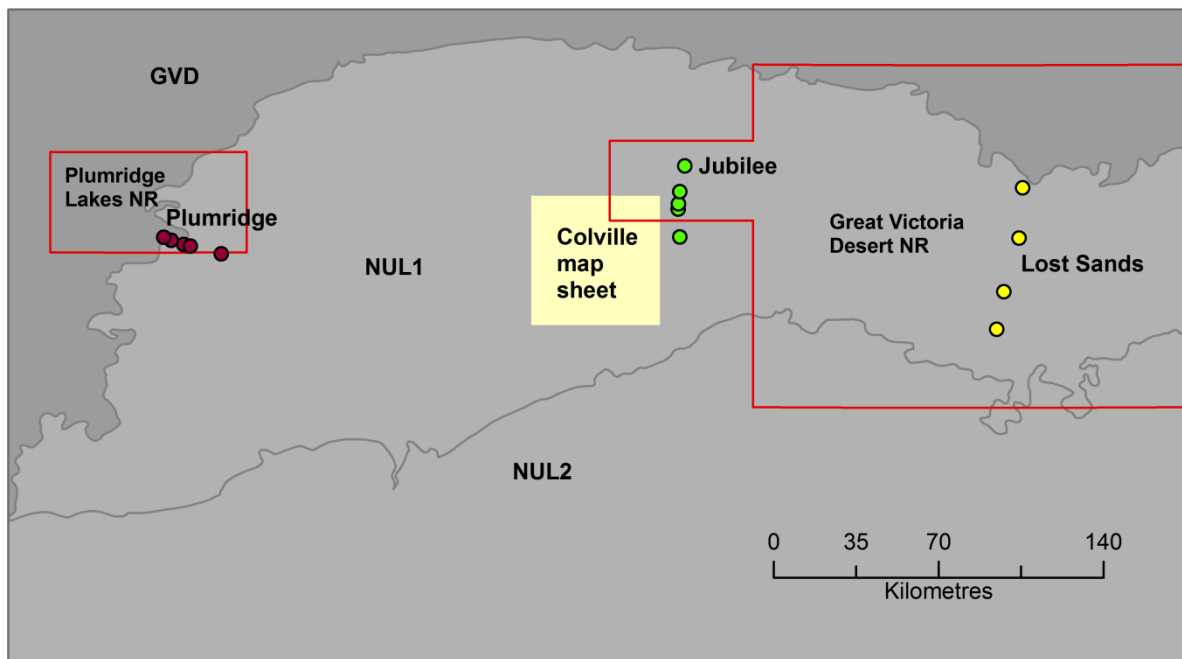 GVD
Plumridge
Lakes NR
Plumridge
Jubilee
NUL1
Colville
map
sheet
Great Victoria
Desert NR
Lost Sands
NUL2
0 35 70 140
Kilometres